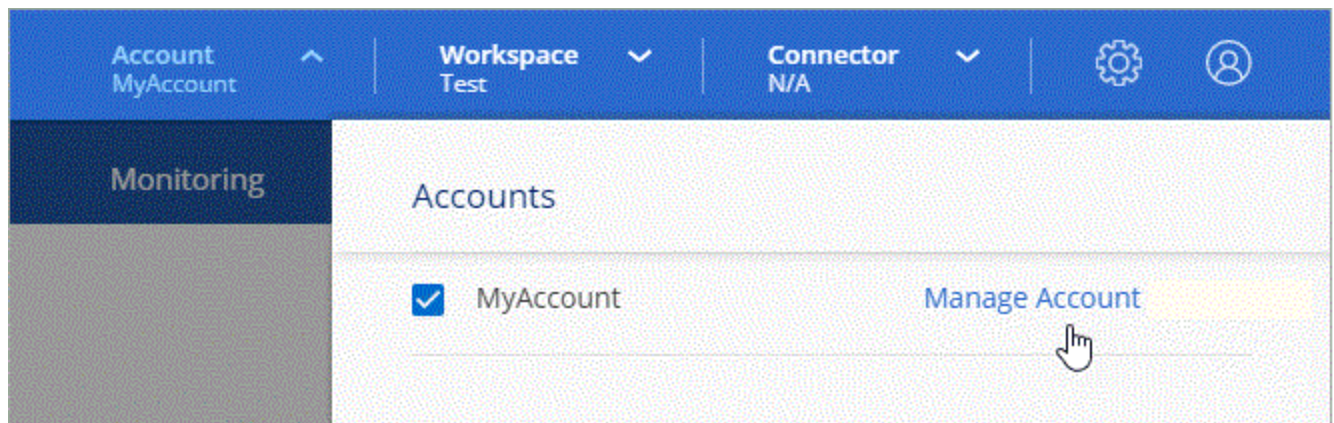 Account
MyAccount
Workspace
Test
Connector
N/A
Monitoring
Accounts
MyAccount
Manage Account